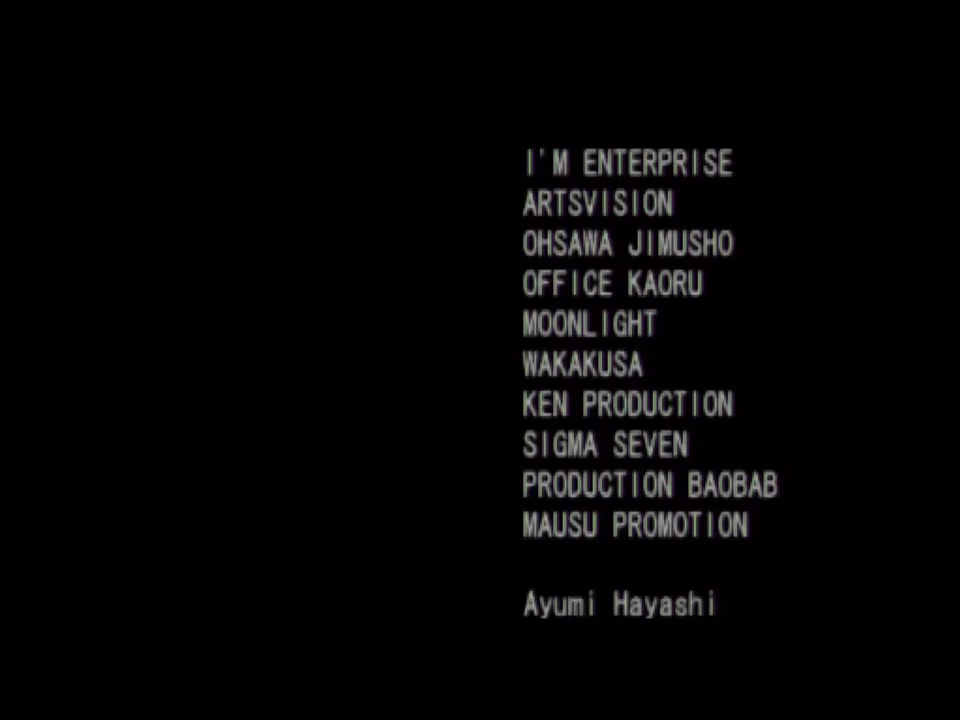 I'M ENTERPRISE
ARTSVISION
OHSAWA JIMUSHO
OFFICE KAORU
MOONLIGHT
WAKAKUSA
KEN PRODUCTION
SIGMA SEVEN
PRODUCTION BAOBAB
MAUSU PROMOTION
Ayumi Hayashi